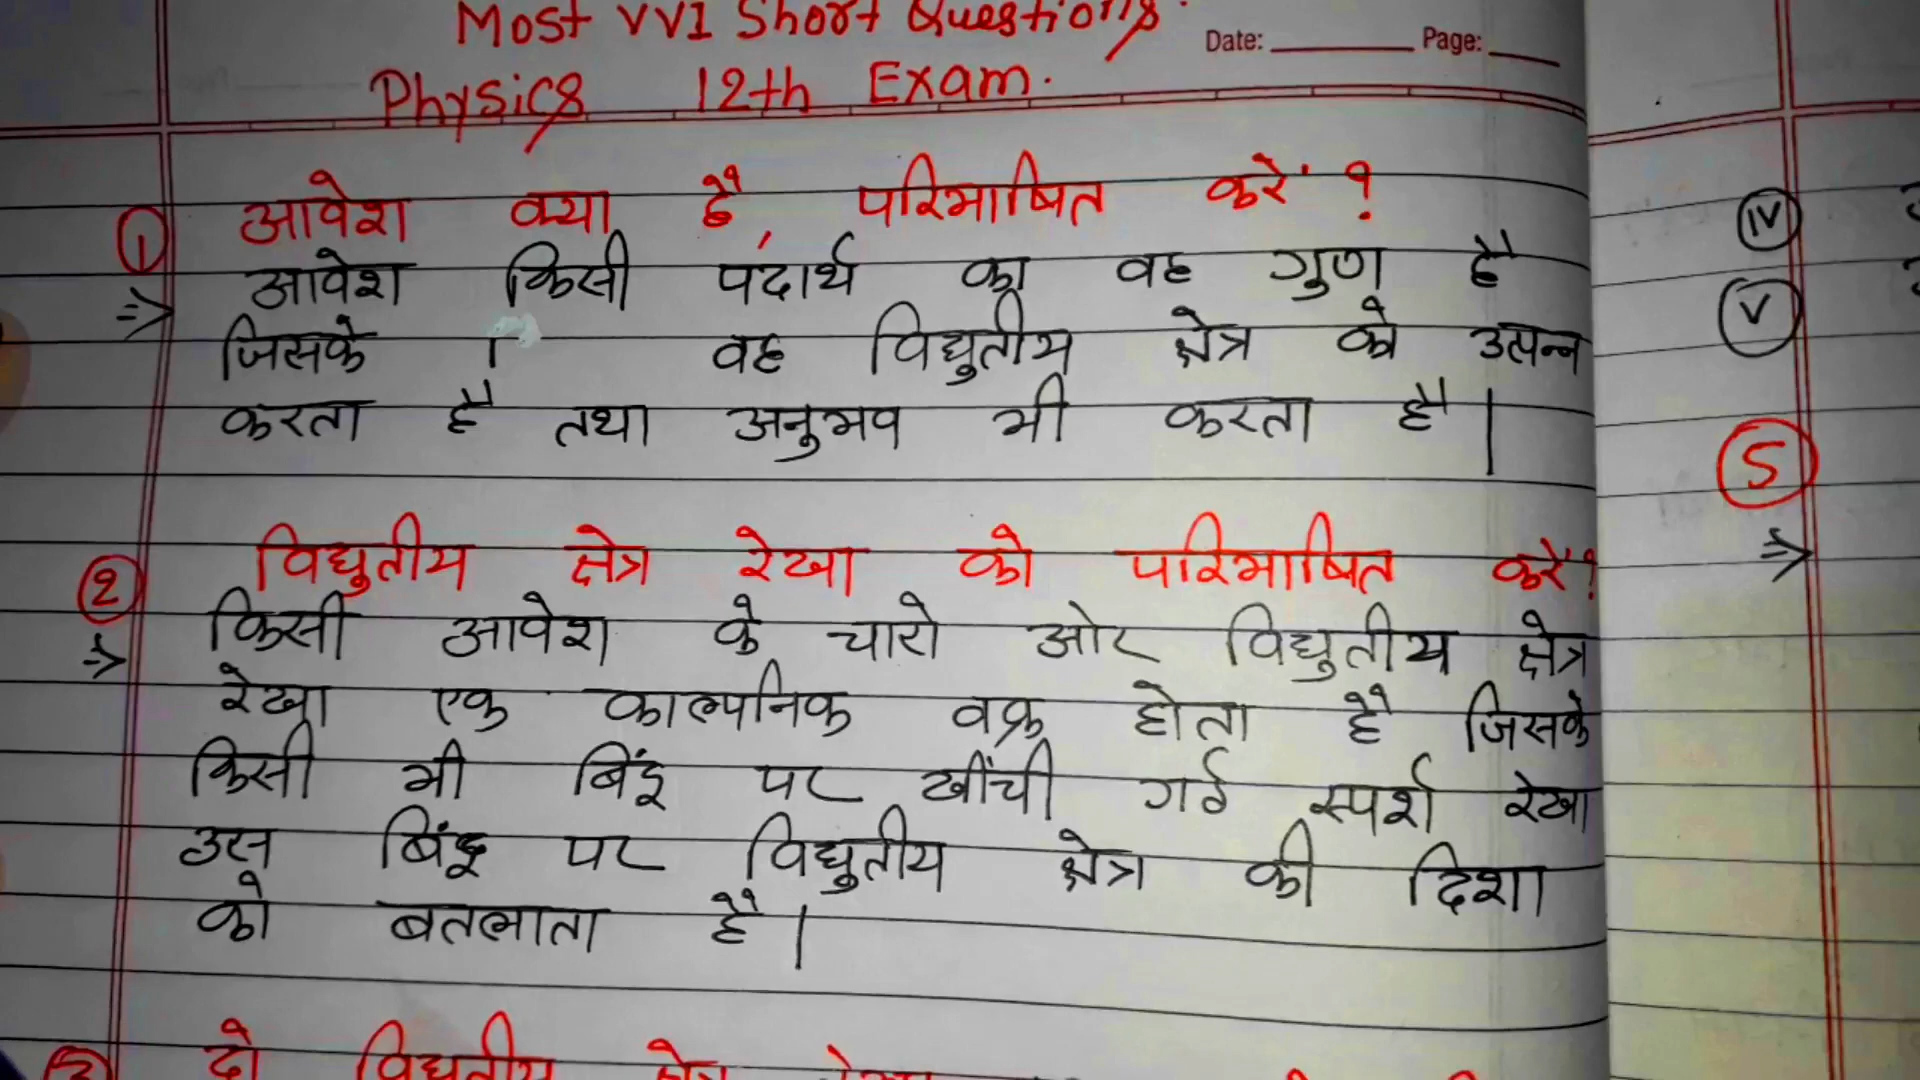 Most VVI Short Questions.
Date: Page:
Physics 12th Exam.
① आवेश क्या है, परिभाषित करें ?
⇒ आवेश किसी पदार्थ का वह गुण है
जिसके वह विद्युतीय क्षेत्र को उत्पन्न
करता है तथा अनुभव भी करता है |
② विद्युतीय क्षेत्र रेखा को परिभाषित करें ?
⇒ किसी आवेश के चारो ओर विद्युतीय क्षेत्र
रेखा एक काल्पनिक वक्र होता है जिसके
किसी भी बिंदु पर खींची गई स्पर्श रेखा
उस बिंदु पर विद्युतीय क्षेत्र की दिशा
को बतलाता है |
दो विद्युतीय क्षेत्र
IV
V
5
⇒